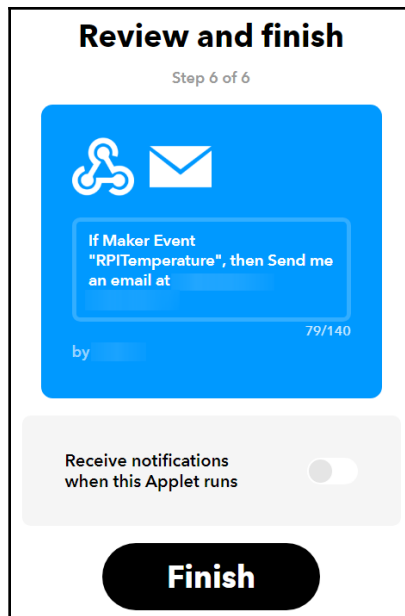 Review and finish
Step 6 of 6
If Maker Event
"RPITemperature", then Send me
an email at
79/140
by
Receive notifications
when this Applet runs
Finish